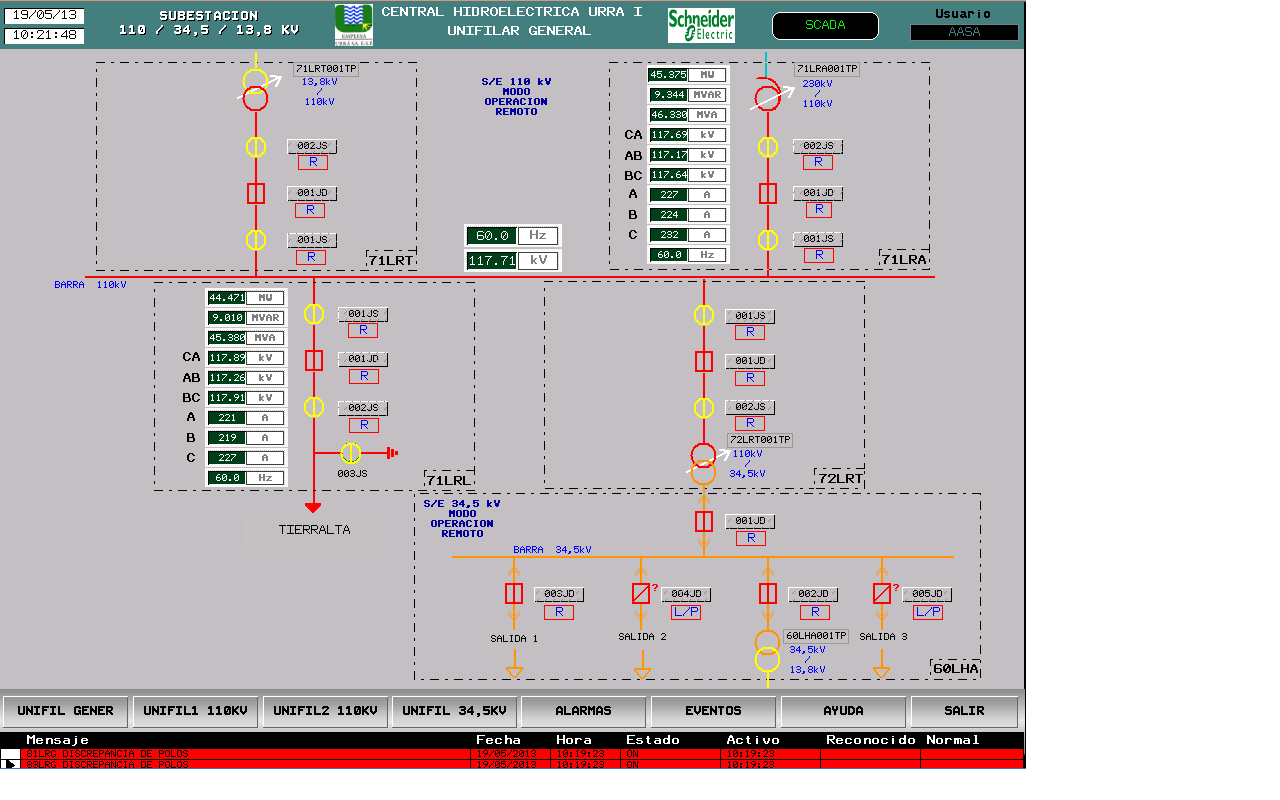 19/05/13
10:21:48
SUBESTACION
110 / 34,5 / 13,8 KV
EMPRESA
URRÁ S.A. E.S.P.
CENTRAL HIDROELECTRICA URRA I
UNIFILAR GENERAL
Schneider
Electric
SCADA
Usuario
AASA
71LRT001TP
13,8kV
/
110kV
002JS
R
001JD
R
001JS
R
71LRT
S/E 110 kV
MODO
OPERACION
REMOTO
60.0 Hz
117.71 kV
45.375 MW
9.344 MVAR
46.330 MVA
CA 117.69 kV
AB 117.17 kV
BC 117.64 kV
A 227 A
B 224 A
C 232 A
60.0 Hz
71LRA001TP
230kV
/
110kV
002JS
R
001JD
R
001JS
R
71LRA
BARRA 110kV
44.471 MW
9.010 MVAR
45.380 MVA
CA 117.89 kV
AB 117.26 kV
BC 117.91 kV
A 221 A
B 219 A
C 227 A
60.0 Hz
001JS
R
001JD
R
002JS
R
003JS
71LRL
TIERRALTA
001JS
R
001JD
R
002JS
R
72LRT001TP
110kV
/
34,5kV
72LRT
S/E 34,5 kV
MODO
OPERACION
REMOTO
001JD
R
BARRA 34,5kV
003JD
R
SALIDA 1
?
004JD
L/P
SALIDA 2
002JD
R
60LHA001TP
34,5kV
/
13,8kV
?
005JD
L/P
SALIDA 3
60LHA
UNIFIL GENER
UNIFIL1 110KV
UNIFIL2 110KV
UNIFIL 34,5KV
ALARMAS
EVENTOS
AYUDA
SALIR
Mensaje Fecha Hora Estado Activo Reconocido Normal
81LPG DISCREPANCIA DE POLOS 19/05/2013 10:19:23 ON 10:19:23
DISCREPANCIA DE POLOS 19/05/2013 10:19:23 ON 10:19:23